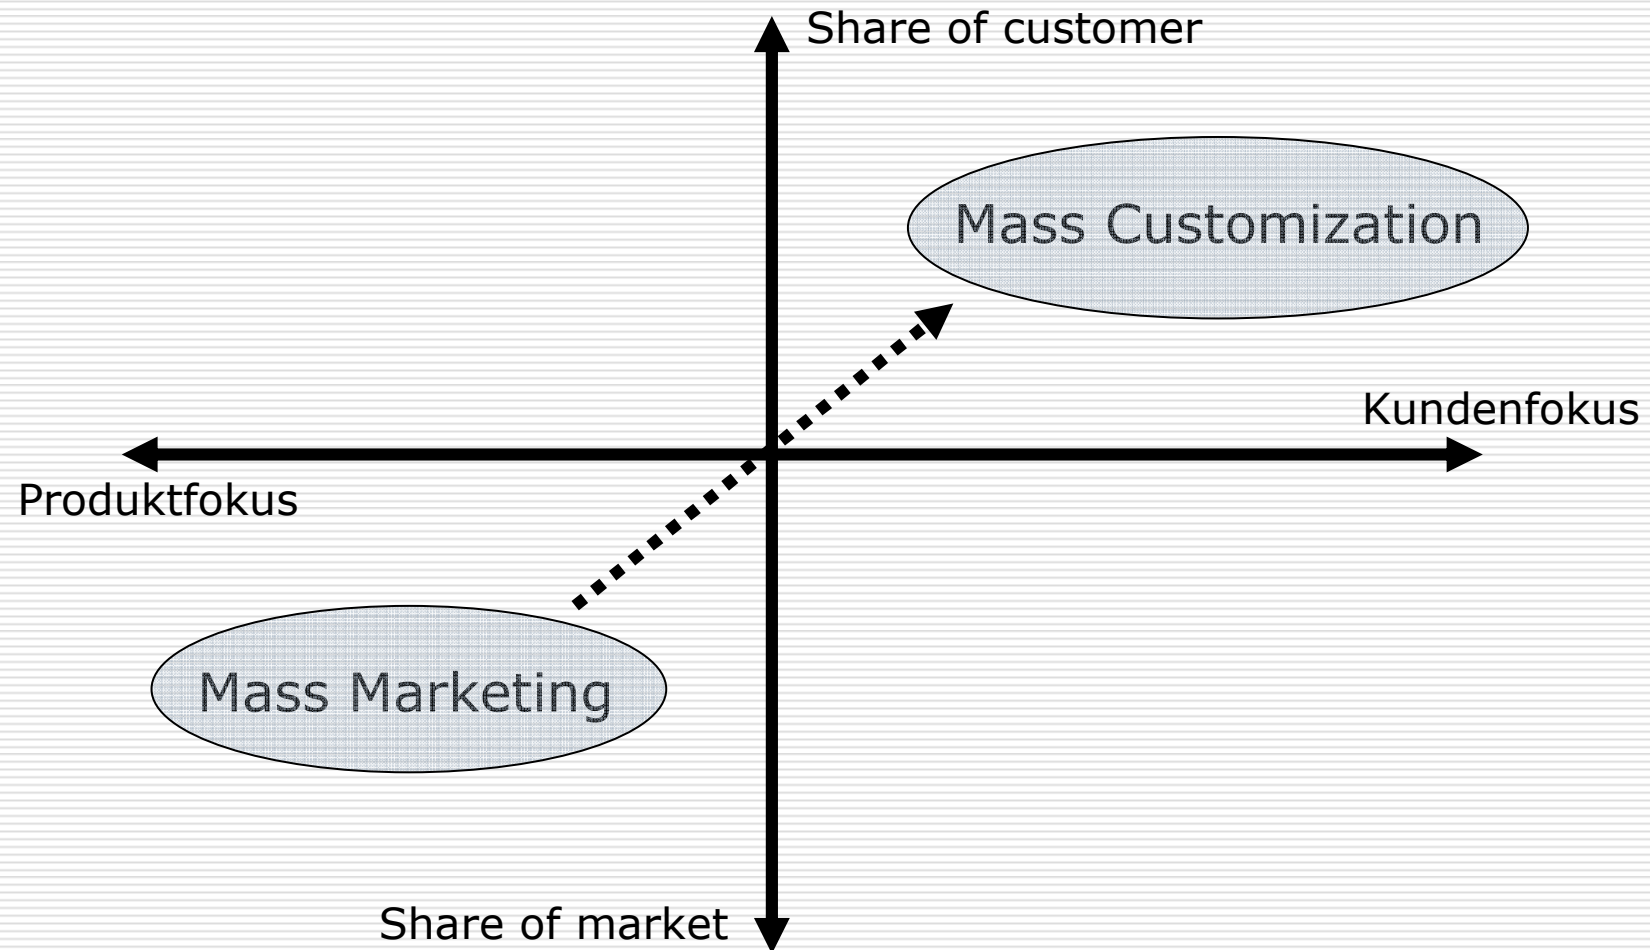 Share of customer
Mass Customization
Kundenfokus
Produktfokus
Mass Marketing
Share of market